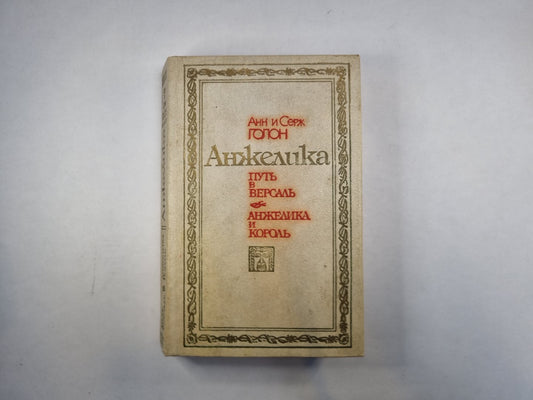 Анн и Серж
ГОЛОН
Анжелика
ПУТЬ
В
ВЕРСАЛЬ
АНЖЕЛИКА
И
КОРОЛЬ